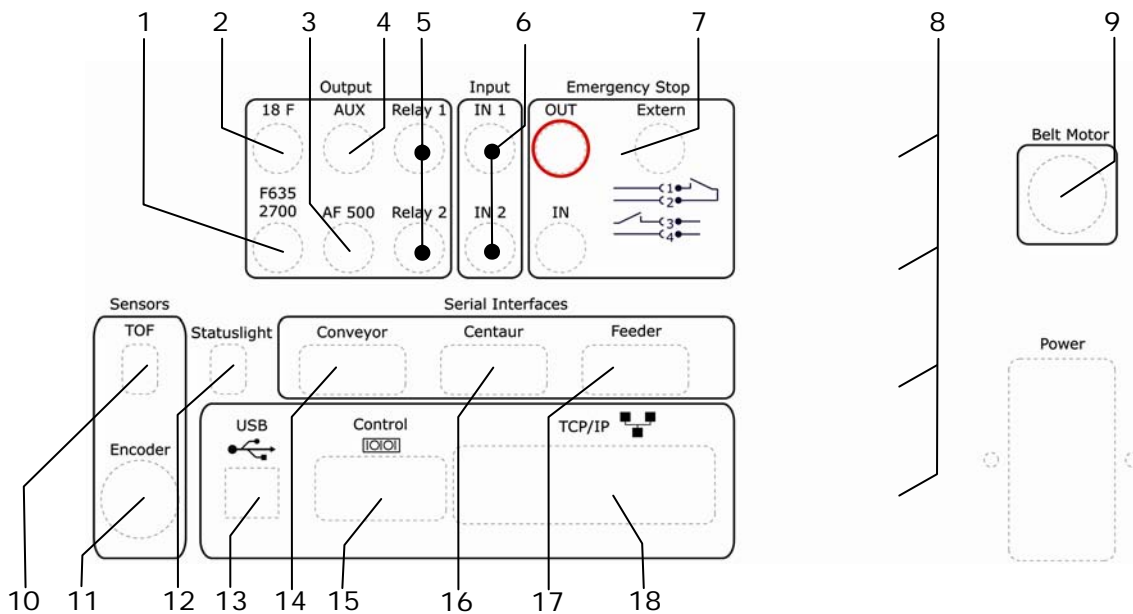 1 2 3 4 5 6 7 8 9
Output Input Emergency Stop
18 F AUX Relay 1 IN 1 OUT Extern
Belt Motor
F635
2700 AF 500 Relay 2 IN 2 IN
1
2
3
4
Sensors Serial Interfaces
TOF Statuslight Conveyor Centaur Feeder
Power
USB Control TCP/IP
IOIOI
Encoder
10 11 12 13 14 15 16 17 18